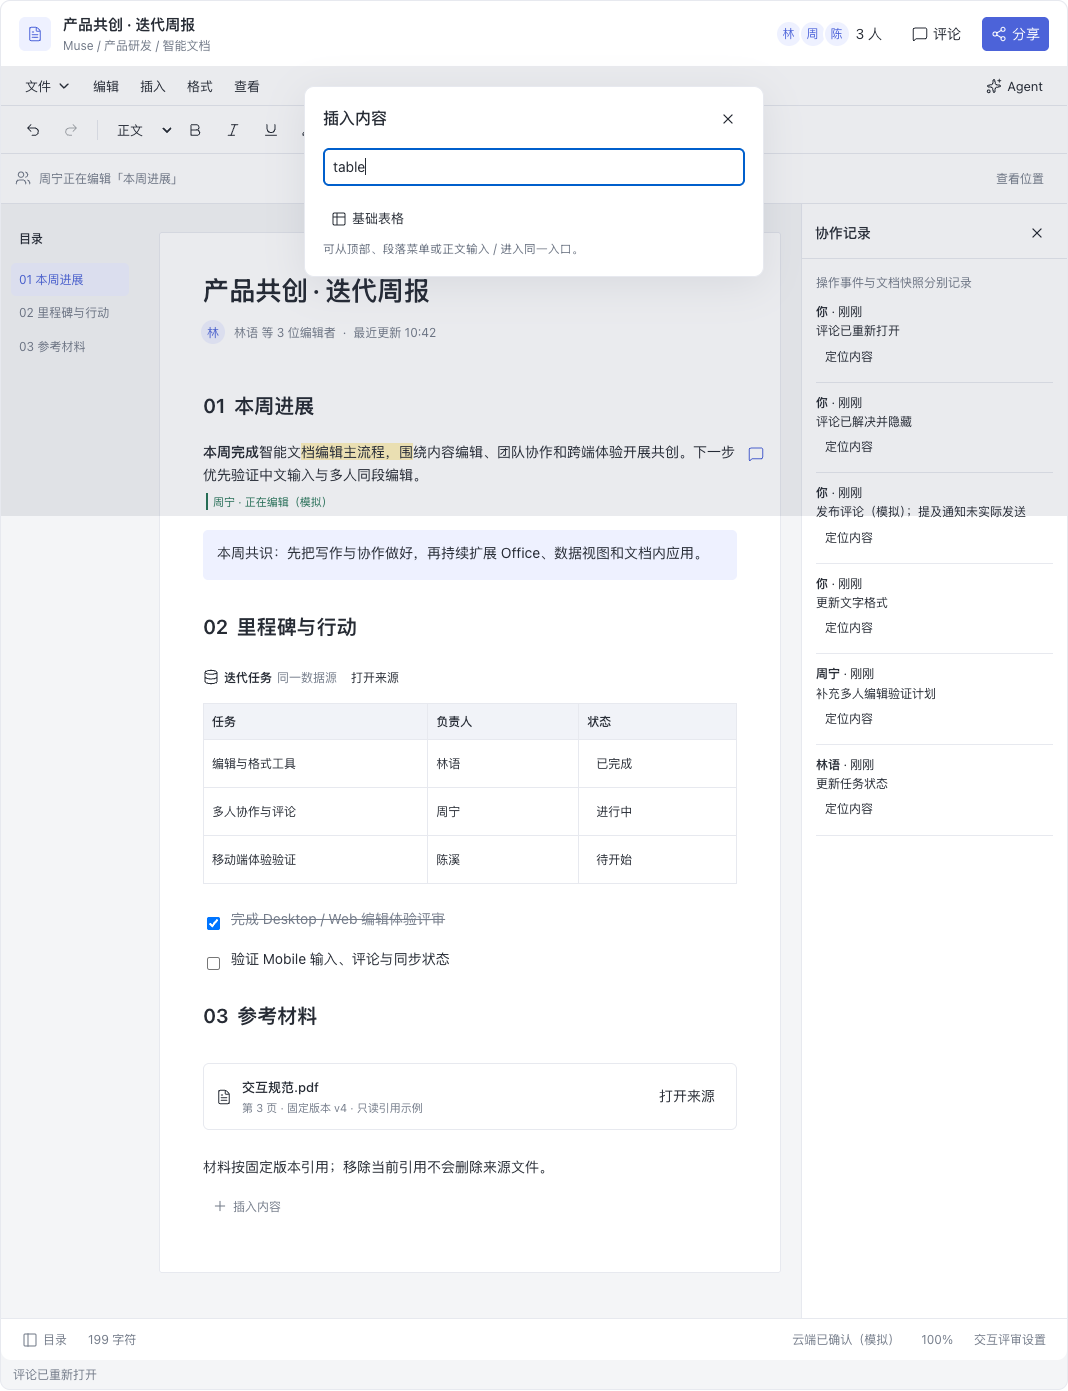 产品共创 · 迭代周报
Muse / 产品研发 / 智能文档
林 周 陈 3 人
评论
分享
文件 编辑 插入 格式 查看
Agent
正文 B I U
周宁正在编辑「本周进展」
查看位置
插入内容
table
基础表格
可从顶部、段落菜单或正文输入 / 进入同一入口。
目录
01 本周进展
02 里程碑与行动
03 参考材料
产品共创 · 迭代周报
林 林语 等 3 位编辑者 · 最近更新 10:42
01 本周进展
本周完成智能文档编辑主流程，围绕内容编辑、团队协作和跨端体验开展共创。下一步
优先验证中文输入与多人同段编辑。
周宁 · 正在编辑（模拟）
本周共识：先把写作与协作做好，再持续扩展 Office、数据视图和文档内应用。
02 里程碑与行动
迭代任务 同一数据源 打开来源
任务 负责人 状态
编辑与格式工具 林语 已完成
多人协作与评论 周宁 进行中
移动端体验验证 陈溪 待开始
完成 Desktop / Web 编辑体验评审
验证 Mobile 输入、评论与同步状态
03 参考材料
交互规范.pdf
第 3 页 · 固定版本 v4 · 只读引用示例
打开来源
材料按固定版本引用；移除当前引用不会删除来源文件。
插入内容
协作记录
操作事件与文档快照分别记录
你 · 刚刚
评论已重新打开
定位内容
你 · 刚刚
评论已解决并隐藏
定位内容
你 · 刚刚
发布评论（模拟）；提及通知未实际发送
定位内容
你 · 刚刚
更新文字格式
定位内容
周宁 · 刚刚
补充多人编辑验证计划
定位内容
林语 · 刚刚
更新任务状态
定位内容
目录 199 字符
云端已确认（模拟） 100% 交互评审设置
评论已重新打开